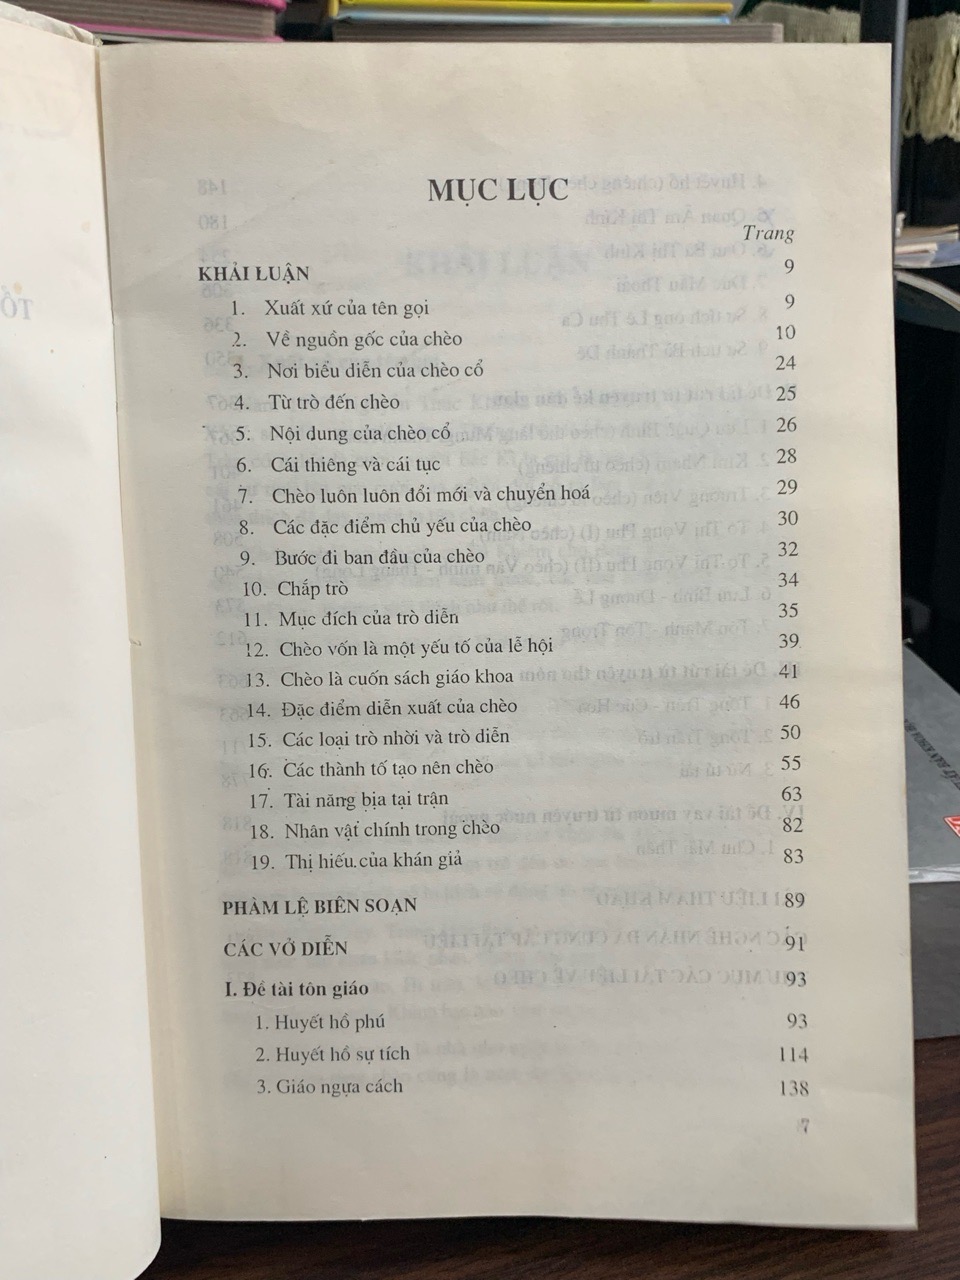 MỤC LỤC
Trang
KHẢI LUẬN 9
1. Xuất xứ của tên gọi 9
2. Về nguồn gốc của chèo 10
3. Nơi biểu diễn của chèo cổ 24
4. Từ trò đến chèo 25
5. Nội dung của chèo cổ 26
6. Cái thiêng và cái tục 28
7. Chèo luôn luôn đổi mới và chuyển hoá 29
8. Các đặc điểm chủ yếu của chèo 30
9. Bước đi ban đầu của chèo 32
10. Chắp trò 34
11. Mục đích của trò diễn 35
12. Chèo vốn là một yếu tố của lễ hội 39
13. Chèo là cuốn sách giáo khoa 41
14. Đặc điểm diễn xuất của chèo 46
15. Các loại trò nhời và trò diễn 50
16. Các thành tố tạo nên chèo 55
17. Tài năng bịa tại trận 63
18. Nhân vật chính trong chèo 82
19. Thị hiếu của khán giả 83
PHÀM LỆ BIÊN SOẠN 89
CÁC VỞ DIỄN 91
I. Đề tài tôn giáo 93
1. Huyết hồ phú 93
2. Huyết hồ sự tích 114
3. Giáo ngựa cách 138
7